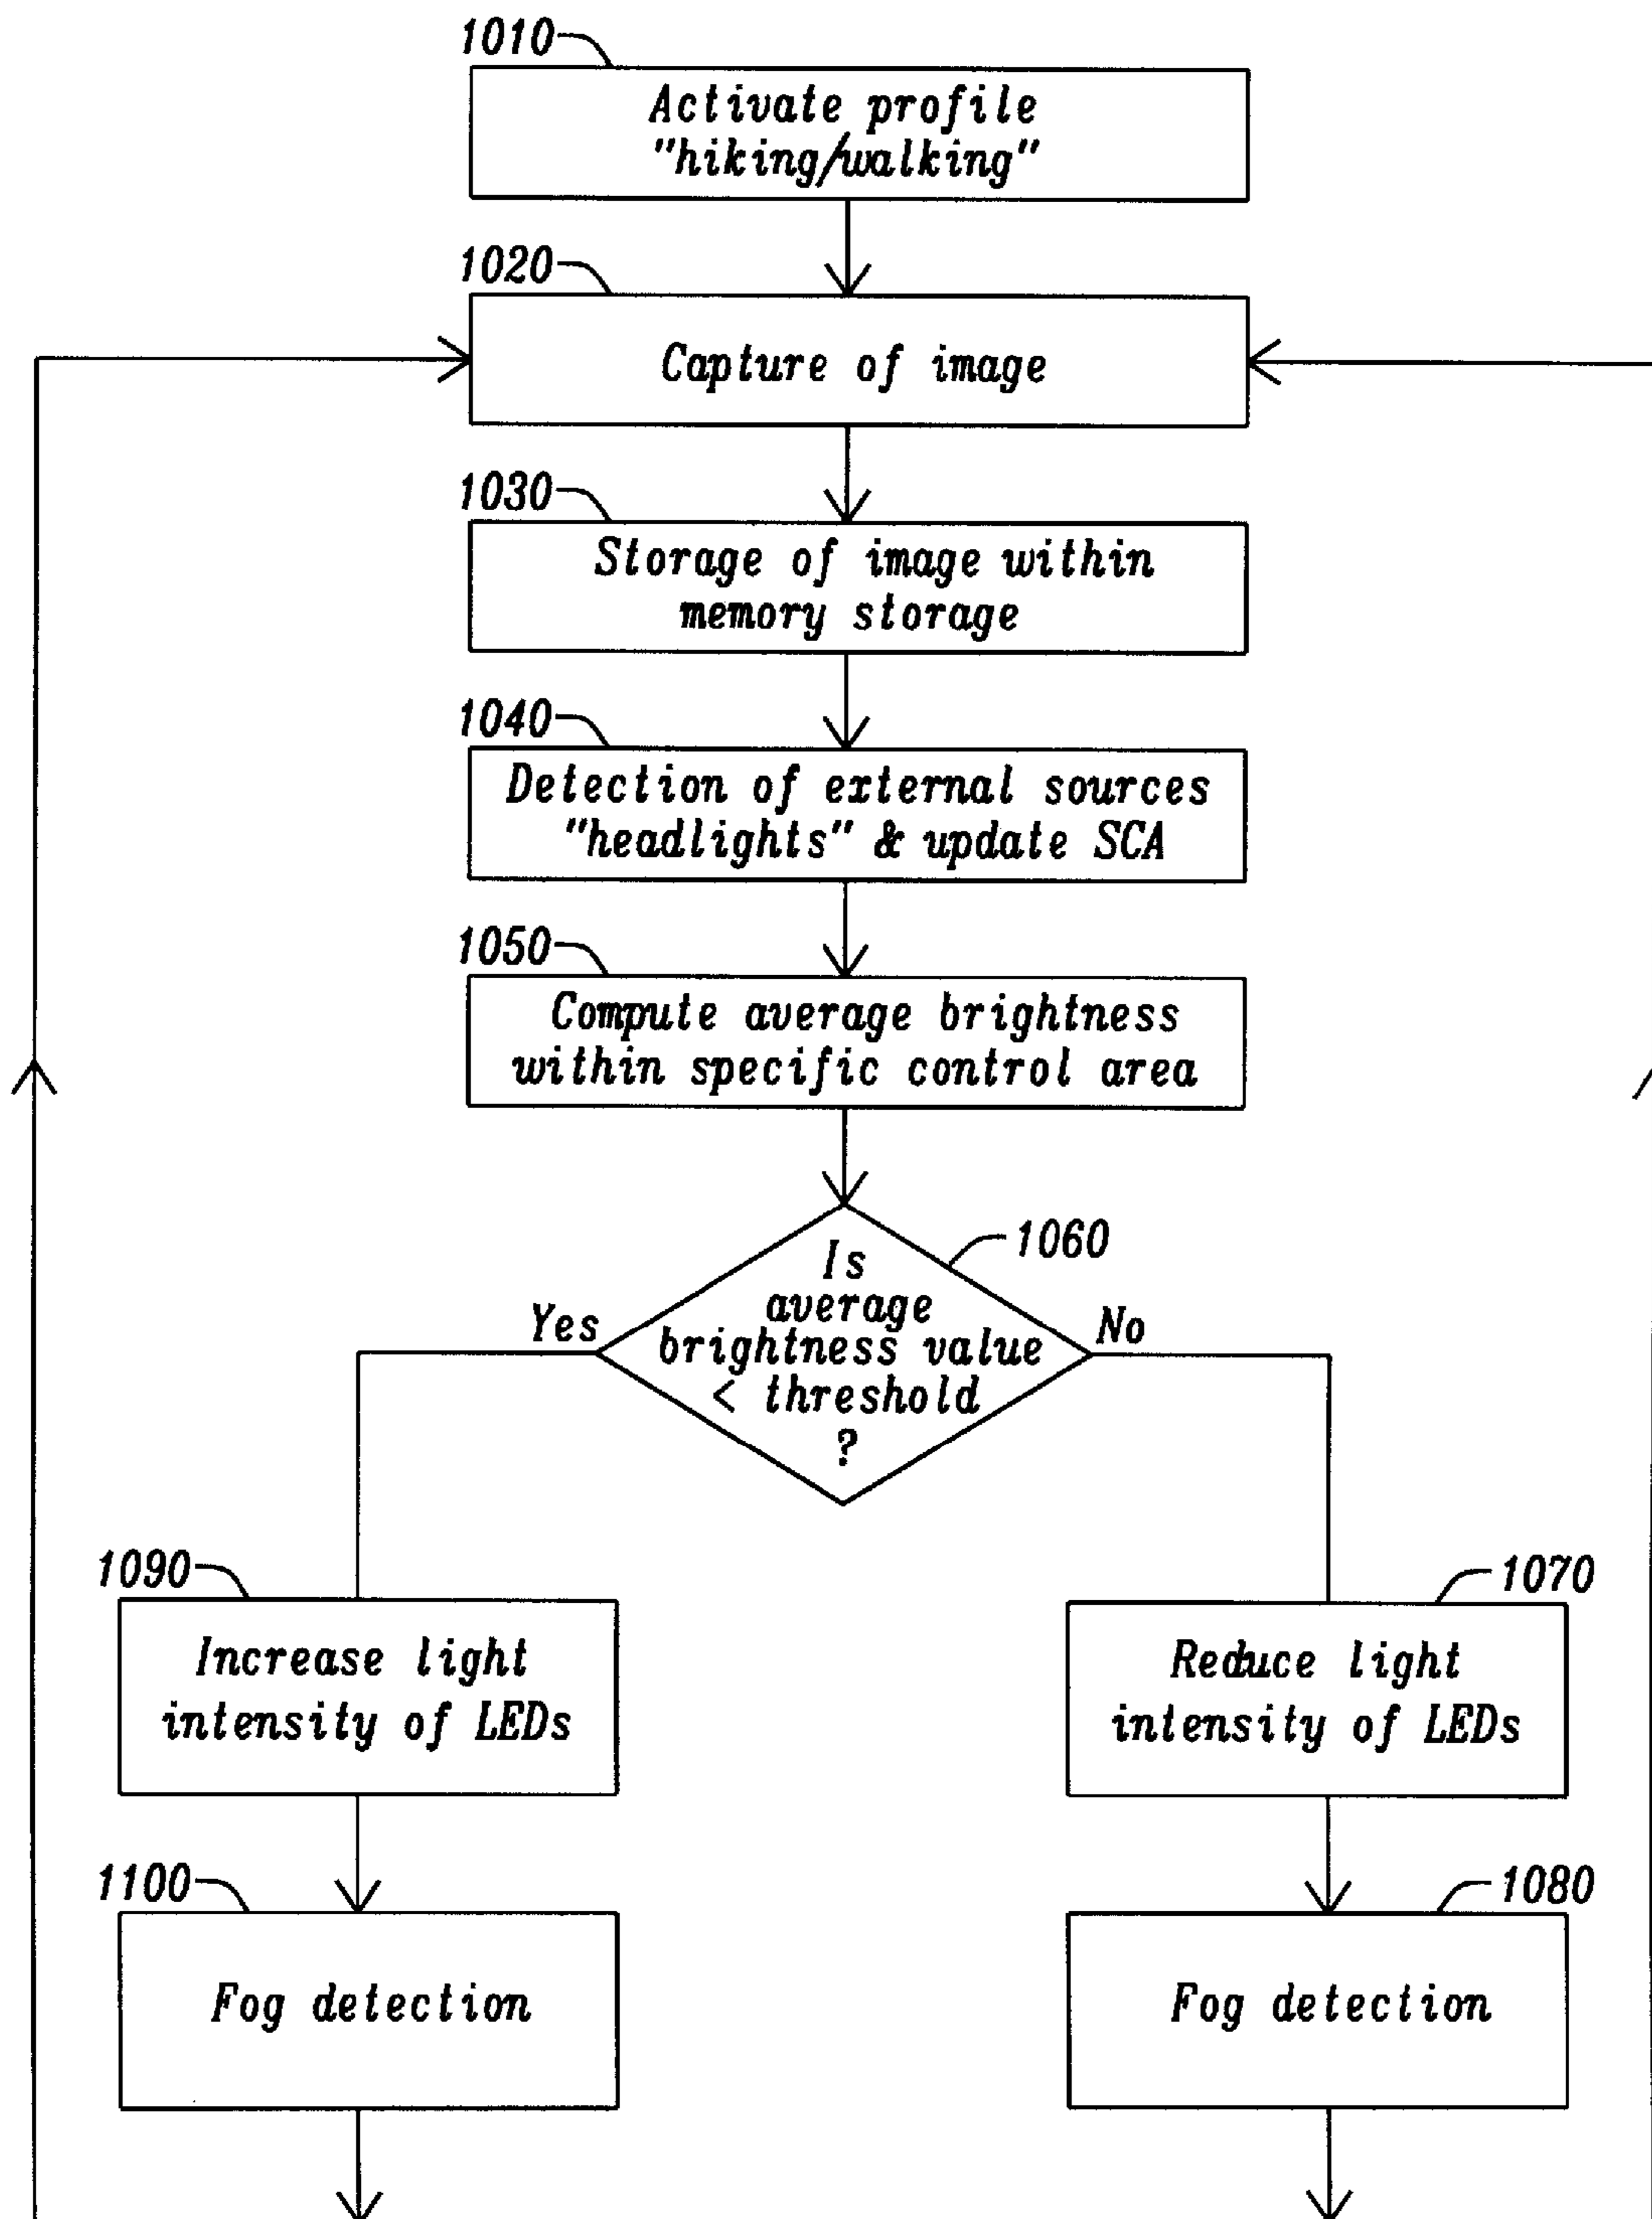 1010
Activate profile
"hiking/walking"
1020
Capture of image
1030
Storage of image within
memory storage
1040
Detection of external sources
"headlights" & update SCA
1050
Compute average brightness
within specific control area
1060
Is
average
brightness value
< threshold
?
Yes
No
1090
Increase light
intensity of LEDs
1070
Reduce light
intensity of LEDs
1100
Fog detection
1080
Fog detection